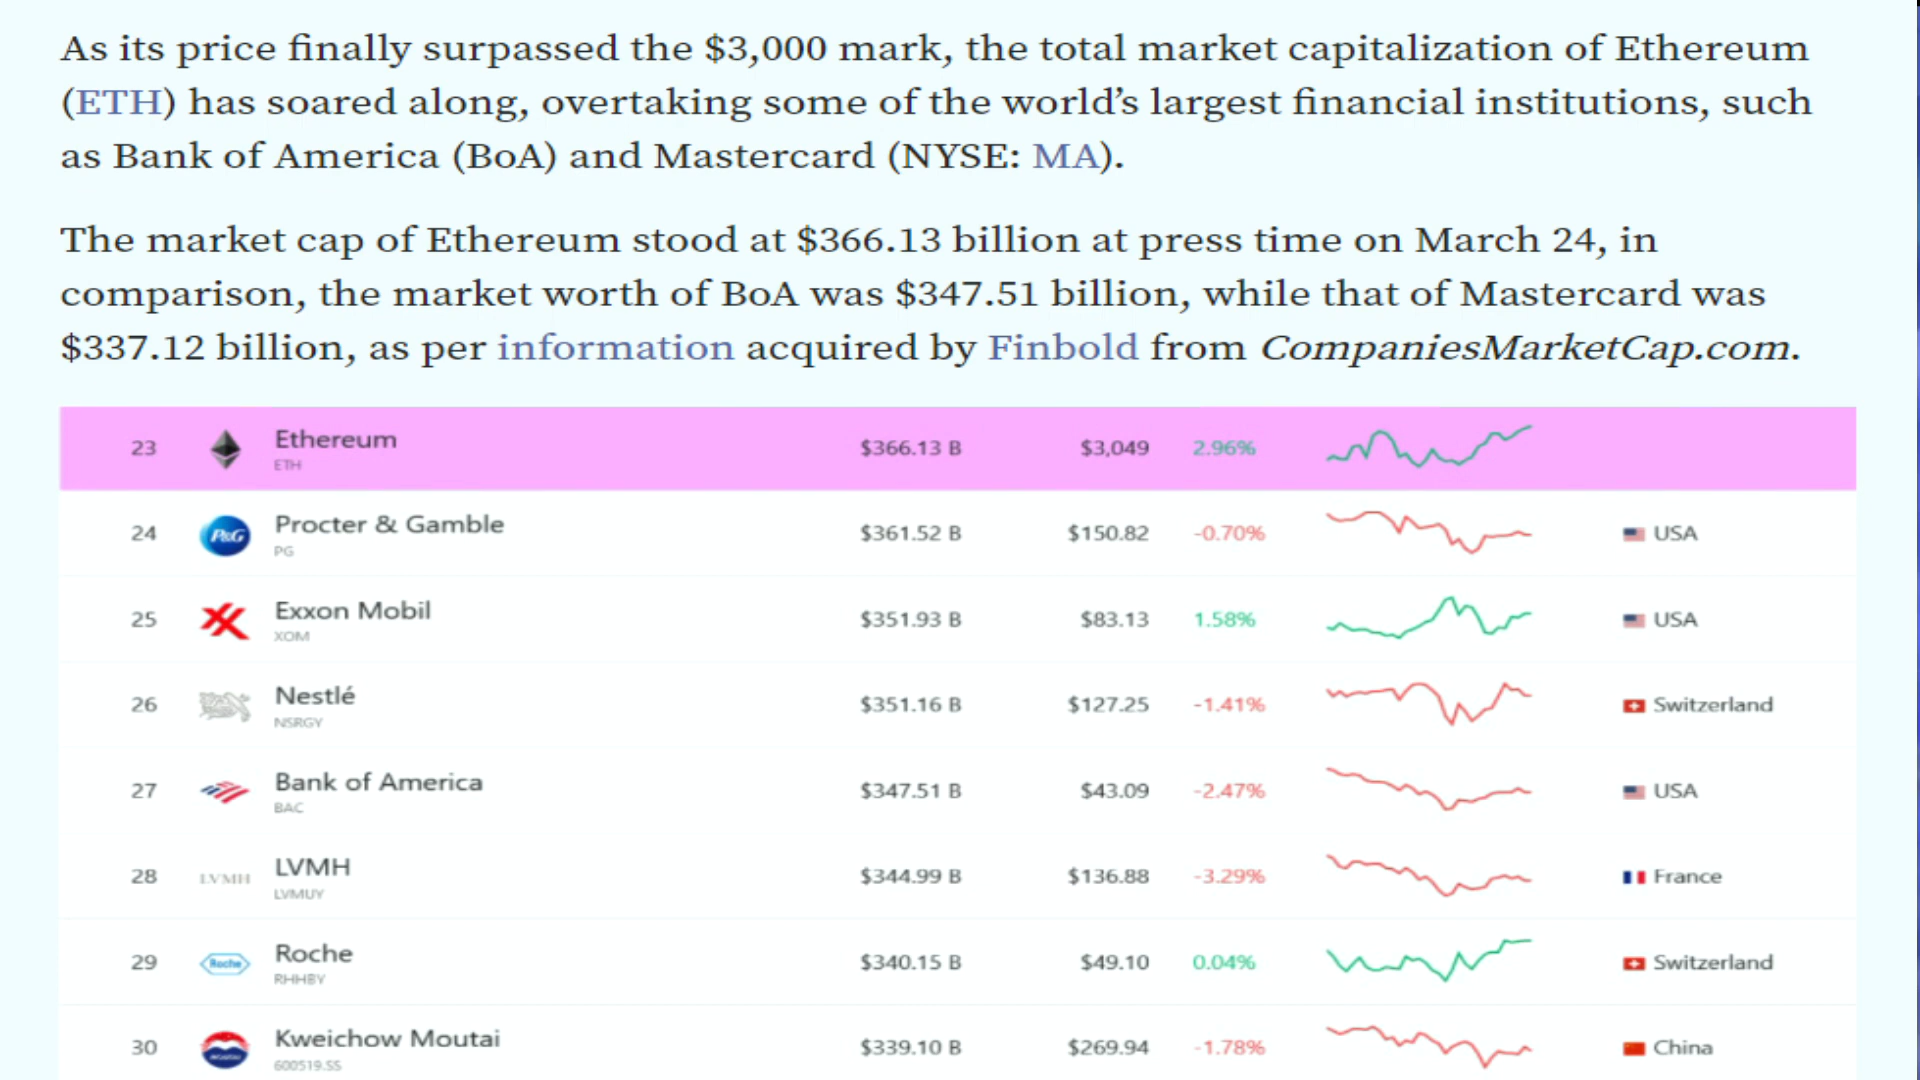 As its price finally surpassed the $3,000 mark, the total market capitalization of Ethereum
(ETH) has soared along, overtaking some of the world’s largest financial institutions, such
as Bank of America (BoA) and Mastercard (NYSE: MA).
The market cap of Ethereum stood at $366.13 billion at press time on March 24, in
comparison, the market worth of BoA was $347.51 billion, while that of Mastercard was
$337.12 billion, as per information acquired by Finbold from CompaniesMarketCap.com.
23 Ethereum $366.13 B $3,049 2.96%
ETH
24 P&G Procter & Gamble $361.52 B $150.82 -0.70% USA
PG
25 Exxon Mobil $351.93 B $83.13 1.58% USA
XOM
26 Nestlé $351.16 B $127.25 -1.41% Switzerland
NSRGY
27 Bank of America $347.51 B $43.09 -2.47% USA
BAC
28 LVMH LVMH $344.99 B $136.88 -3.29% France
LVMUY
29 Roche Roche $340.15 B $49.10 0.04% Switzerland
RHHBY
30 MOUTAI Kweichow Moutai $339.10 B $269.94 -1.78% China
600519.SS